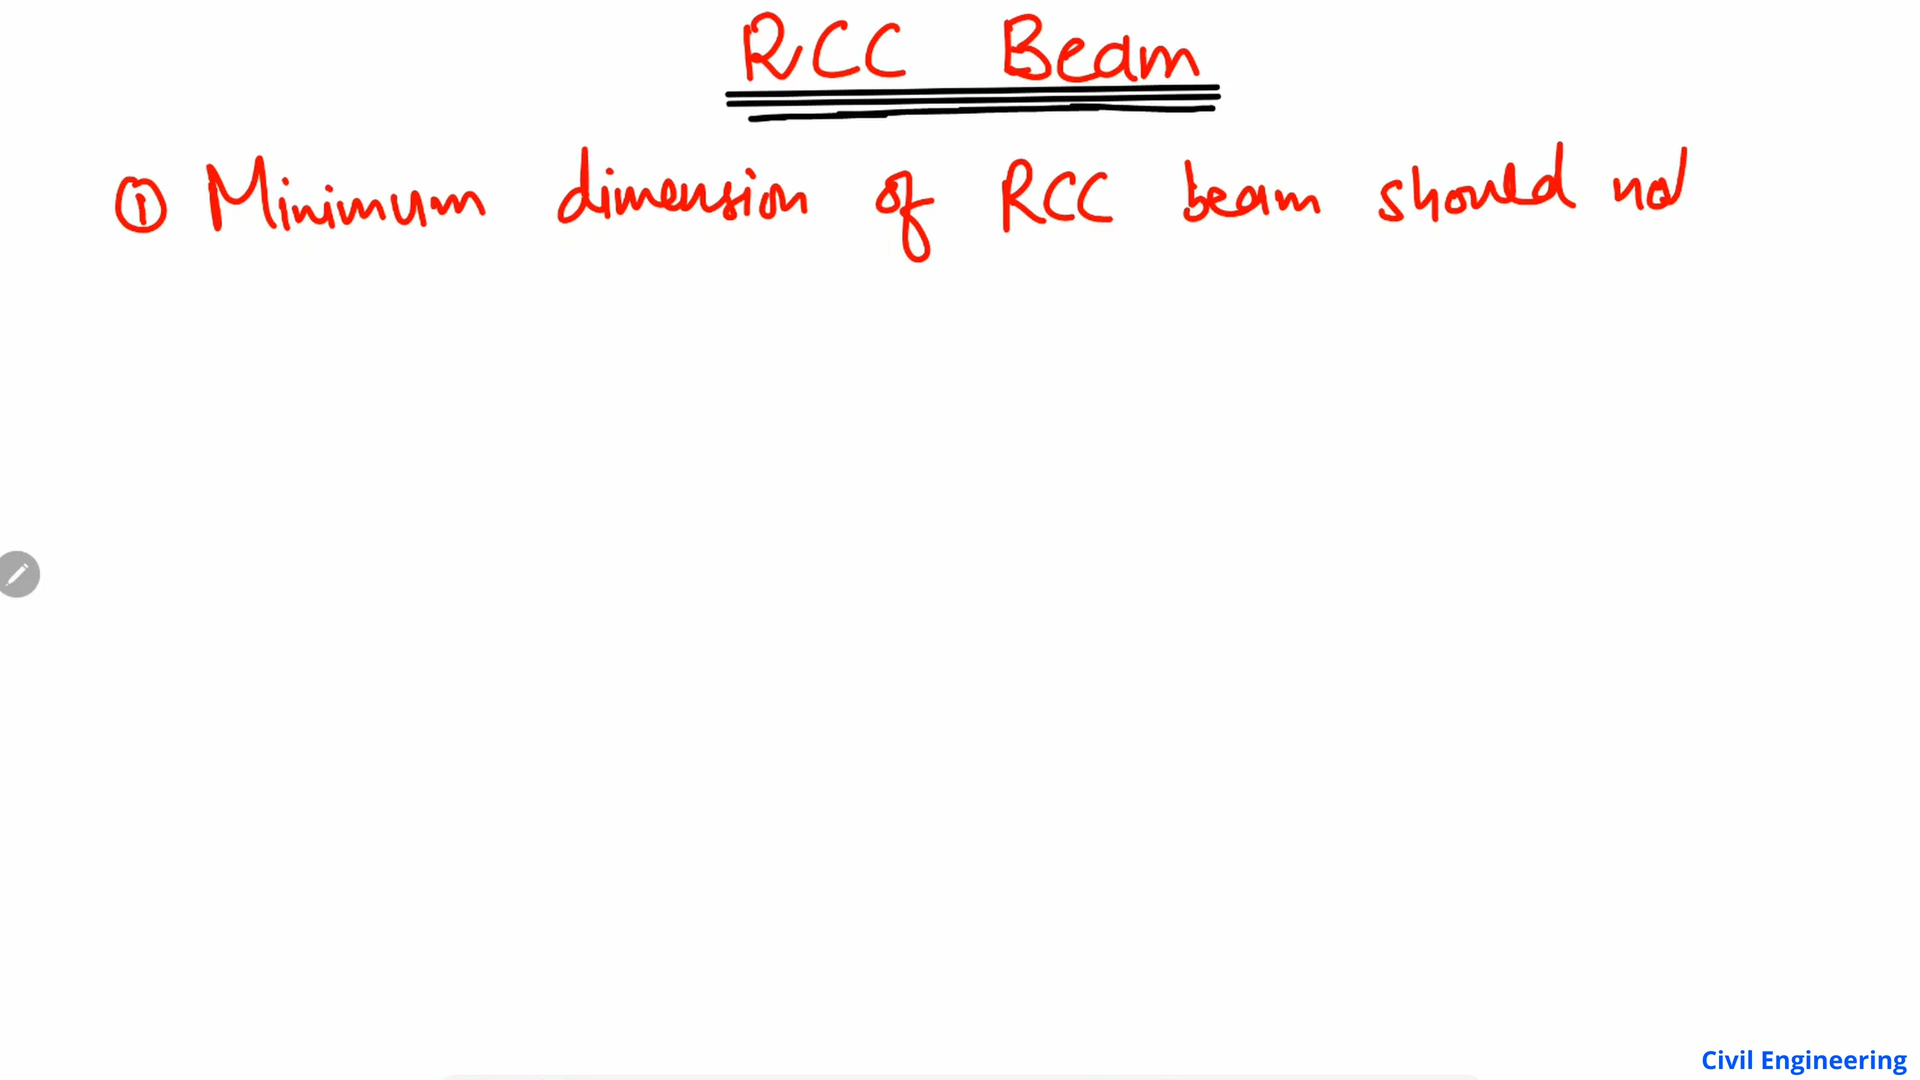 RCC Beam
① Minimum dimension of RCC beam should not
Civil Engineering